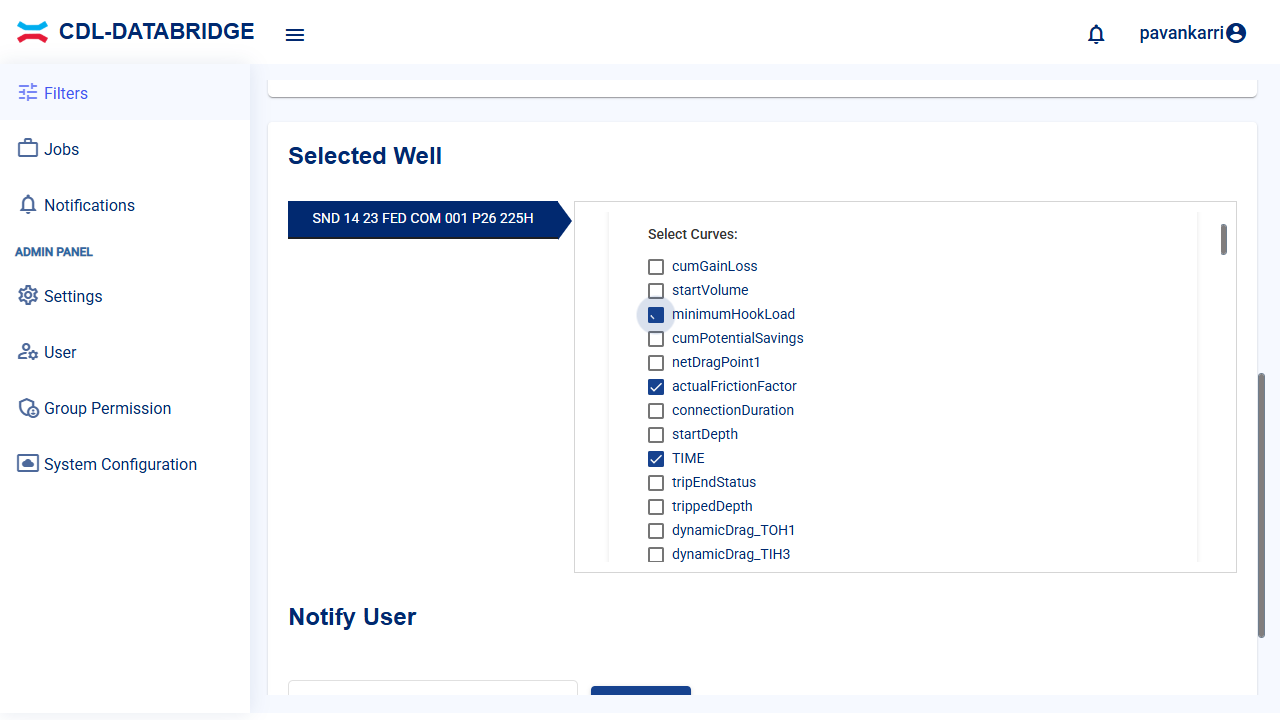 CDL-DATABRIDGE
pavankarri
Filters
Jobs
Notifications
ADMIN PANEL
Settings
User
Group Permission
System Configuration
Selected Well
SND 14 23 FED COM 001 P26 225H
Select Curves:
cumGainLoss
startVolume
minimumHookLoad
cumPotentialSavings
netDragPoint1
actualFrictionFactor
connectionDuration
startDepth
TIME
tripEndStatus
trippedDepth
dynamicDrag_TOH1
dynamicDrag_TIH3
Notify User